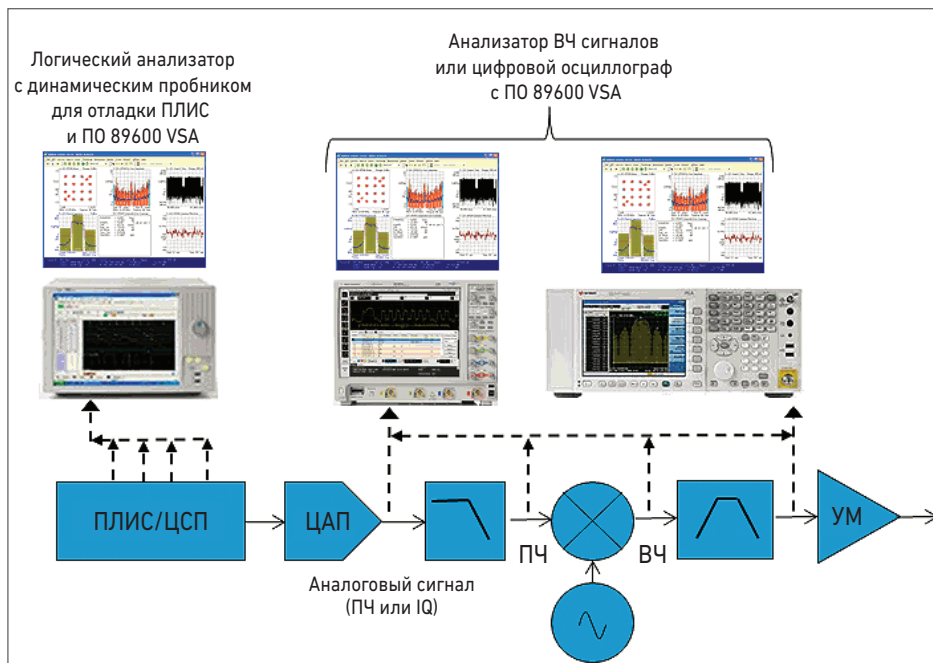 Логический анализатор
с динамическим пробником
для отладки ПЛИС
и ПО 89600 VSA
Анализатор ВЧ сигналов
или цифровой осциллограф
с ПО 89600 VSA
ПЛИС/ЦСП
ЦАП
ПЧ
ВЧ
УМ
Аналоговый сигнал
(ПЧ или IQ)